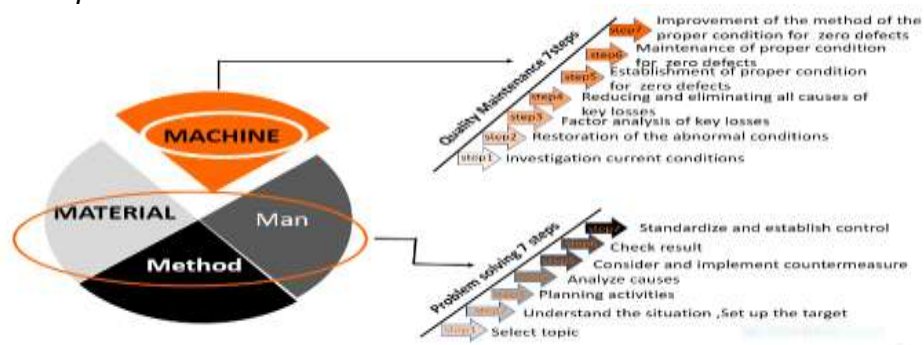 MACHINE
MATERIAL
Man
Method
Quality Maintenance 7steps
step7
Improvement of the method of the
proper condition for zero defects
step6
Maintenance of proper condition
for zero defects
step5
Establishment of proper condition
for zero defects
step4
Reducing and eliminating all causes of
key losses
step3
Factor analysis of key losses
step2
Restoration of the abnormal conditions
step1
Investigation current conditions
Problem solving 7 steps
step7
Standardize and establish control
Check result
Consider and implement countermeasure
Analyze causes
Planning activities
Understand the situation ,Set up the target
step1
Select topic